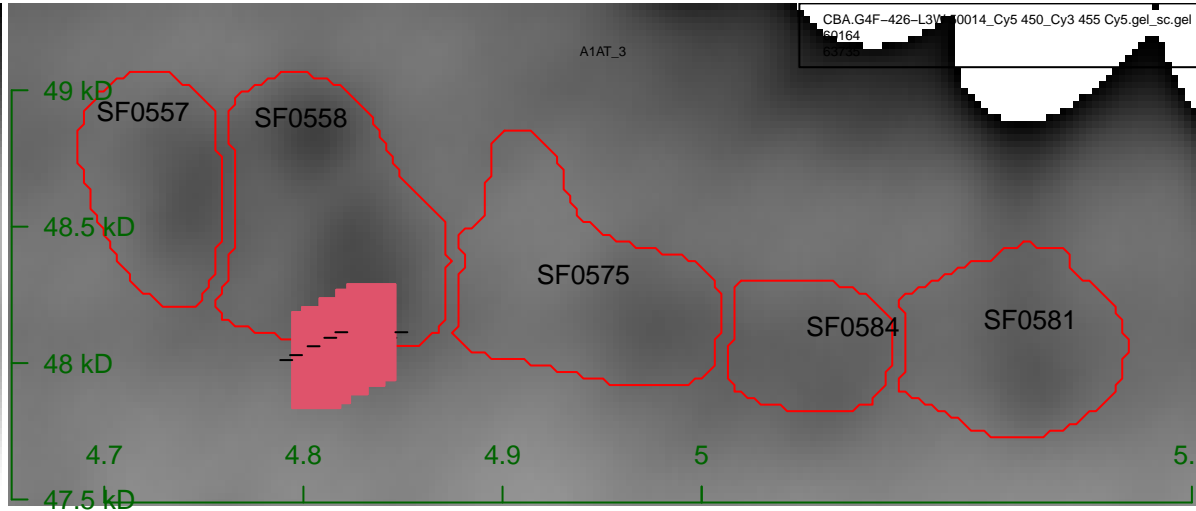 CBA.G4F−426−L3W
0014_Cy5 450_Cy3 455 Cy5.gel_sc.gel
60164
A1AT_3
49 kD
SF0557
SF0558
48.5 kD
SF0575
SF0584
SF0581
48 kD
4.7
4.8
4.9
5
47.5 kD